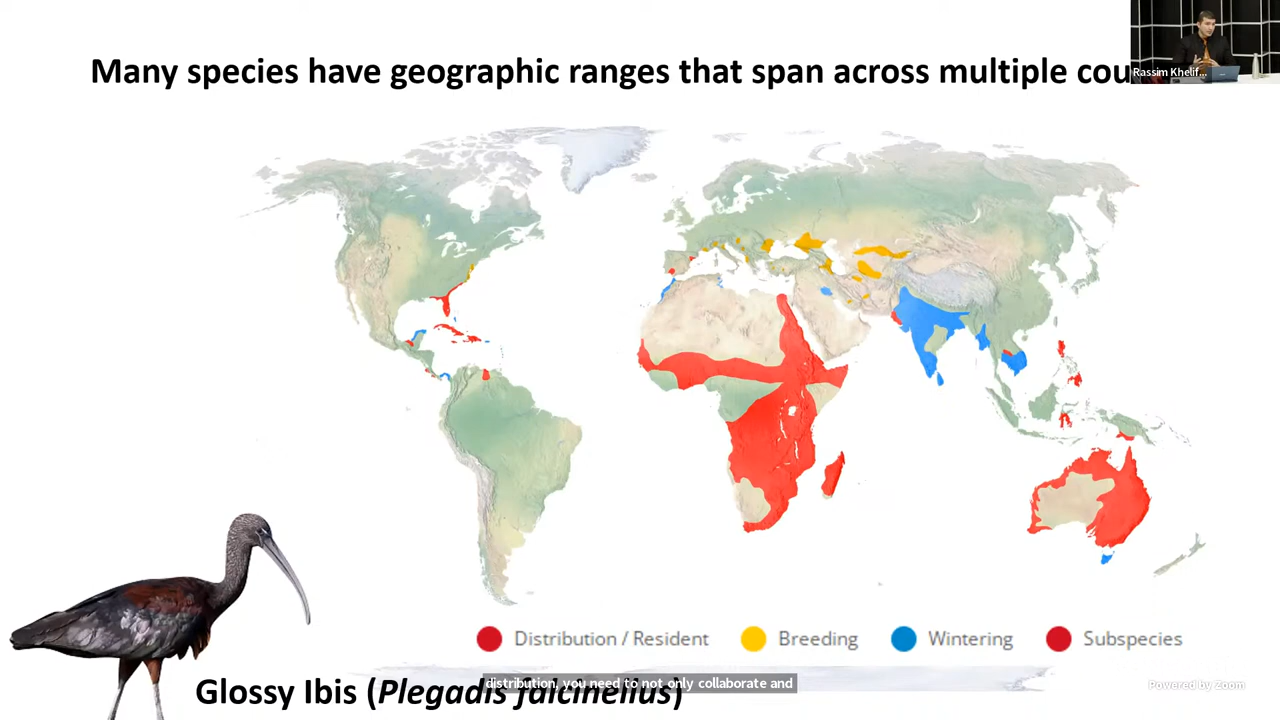 Many species have geographic ranges that span across multiple cou
Rassim Khelif...
Distribution / Resident
Breeding
Wintering
Subspecies
distribution, you need to not only collaborate and
Glossy Ibis (Plegadis falcinellus)
Powered by Zoom